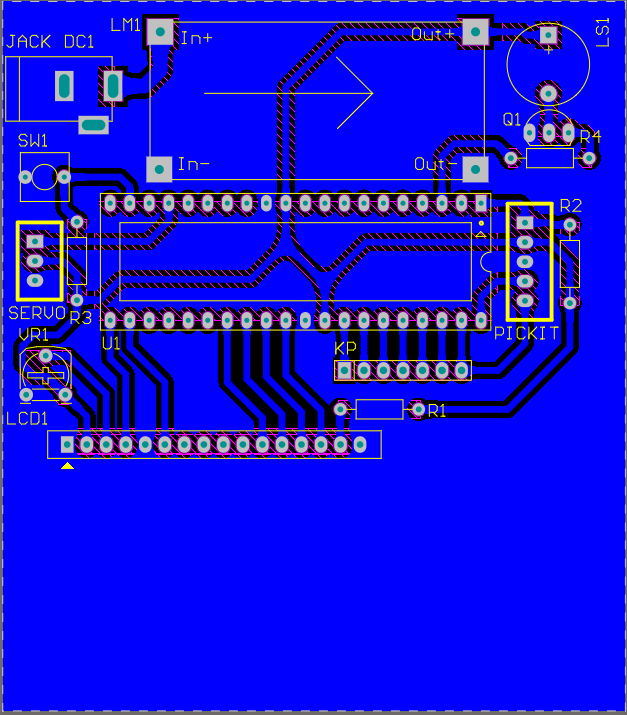 LM1
LS1
JACK DC1
In+
Out+
+
Q1
R4
SW1
In-
Out-
R2
SERVO
R3
PICKIT
VR1
U1
KP
LCD1
R1